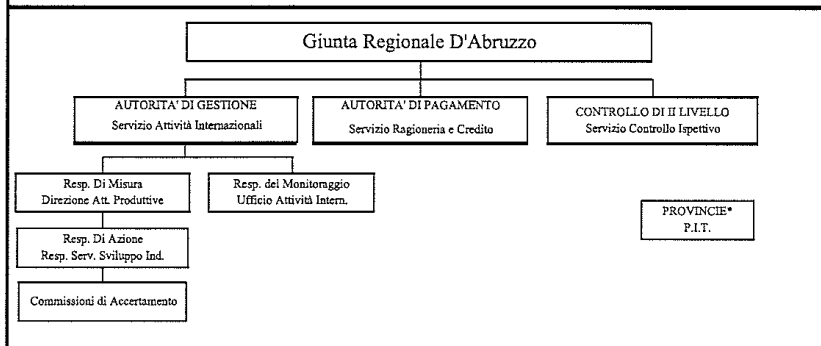 Giunta Regionale D'Abruzzo
AUTORITA' DI GESTIONE
Servizio Attività Internazionali
AUTORITA' DI PAGAMENTO
Servizio Ragioneria e Credito
CONTROLLO DI II LIVELLO
Servizio Controllo Ispettivo
Resp. Di Misura
Direzione Att. Produttive
Resp. del Monitoraggio
Ufficio Attività Intern.
PROVINCIE*
P.I.T.
Resp. Di Azione
Resp. Serv. Sviluppo Ind.
Commissioni di Accertamento